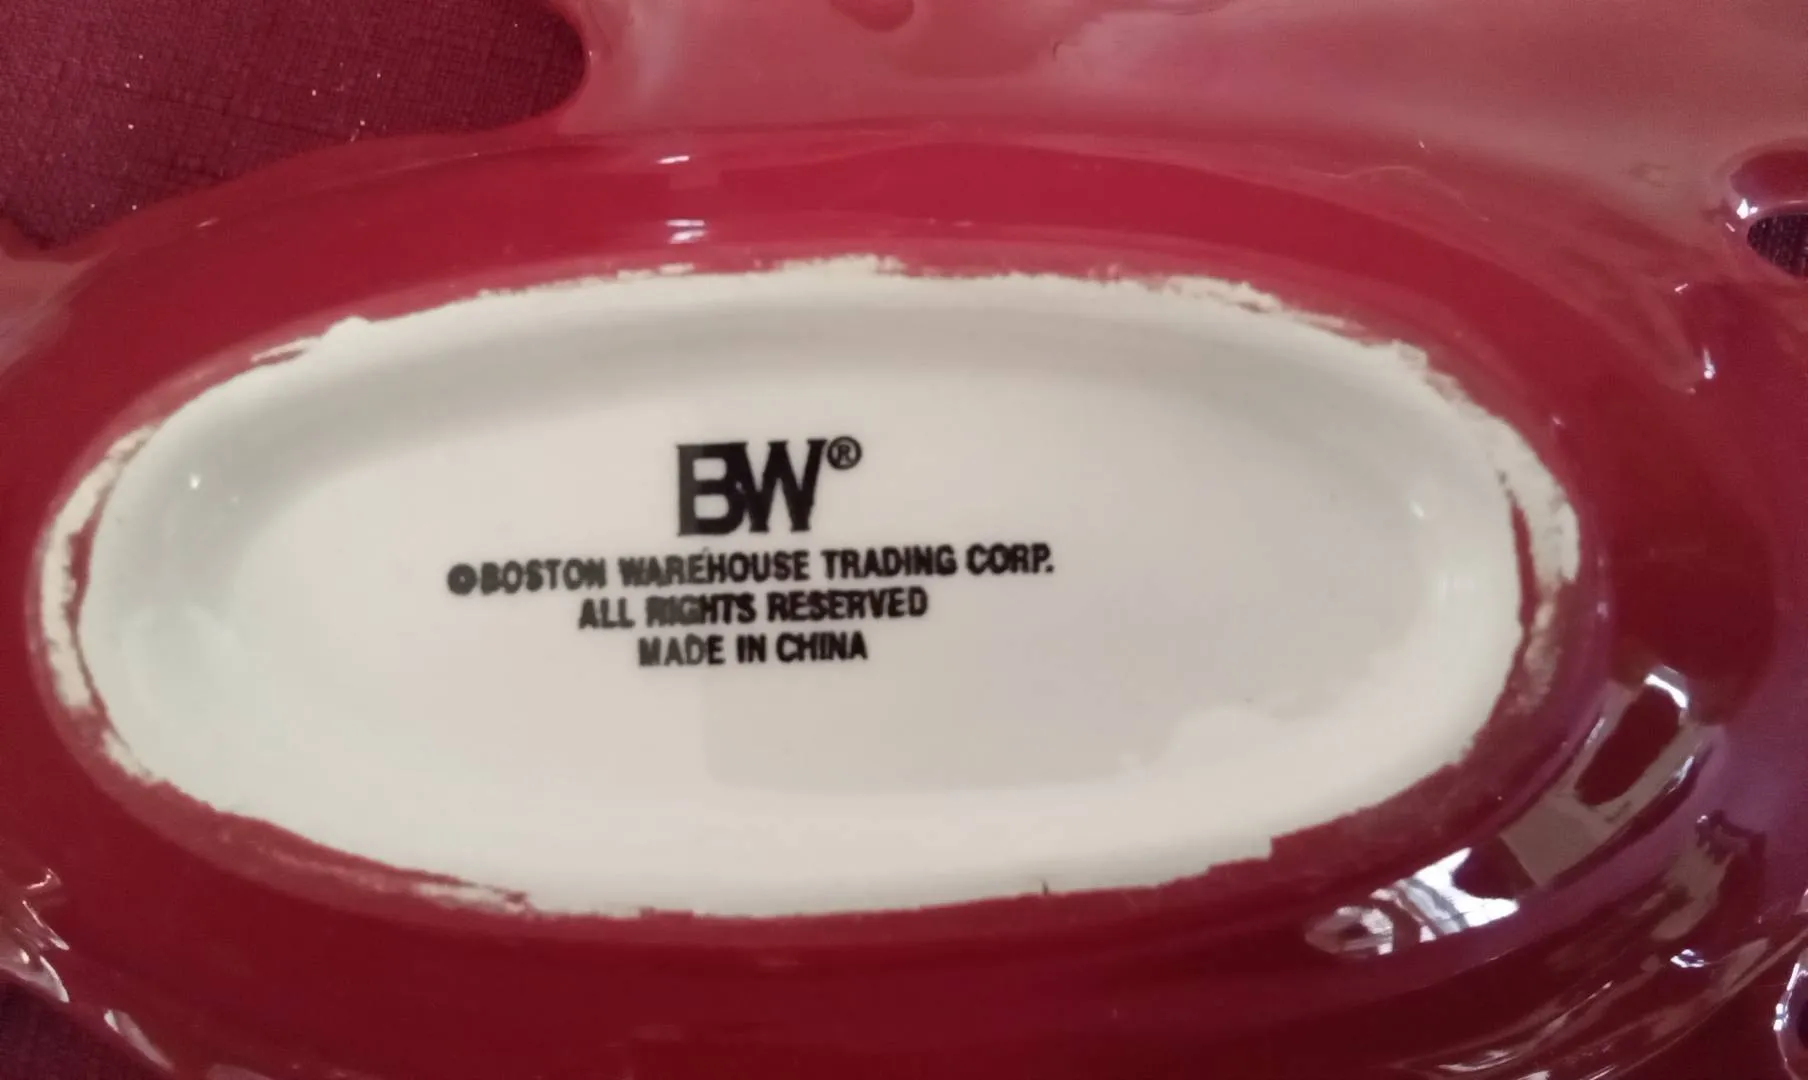 BW®
©BOSTON WAREHOUSE TRADING CORP.
ALL RIGHTS RESERVED
MADE IN CHINA